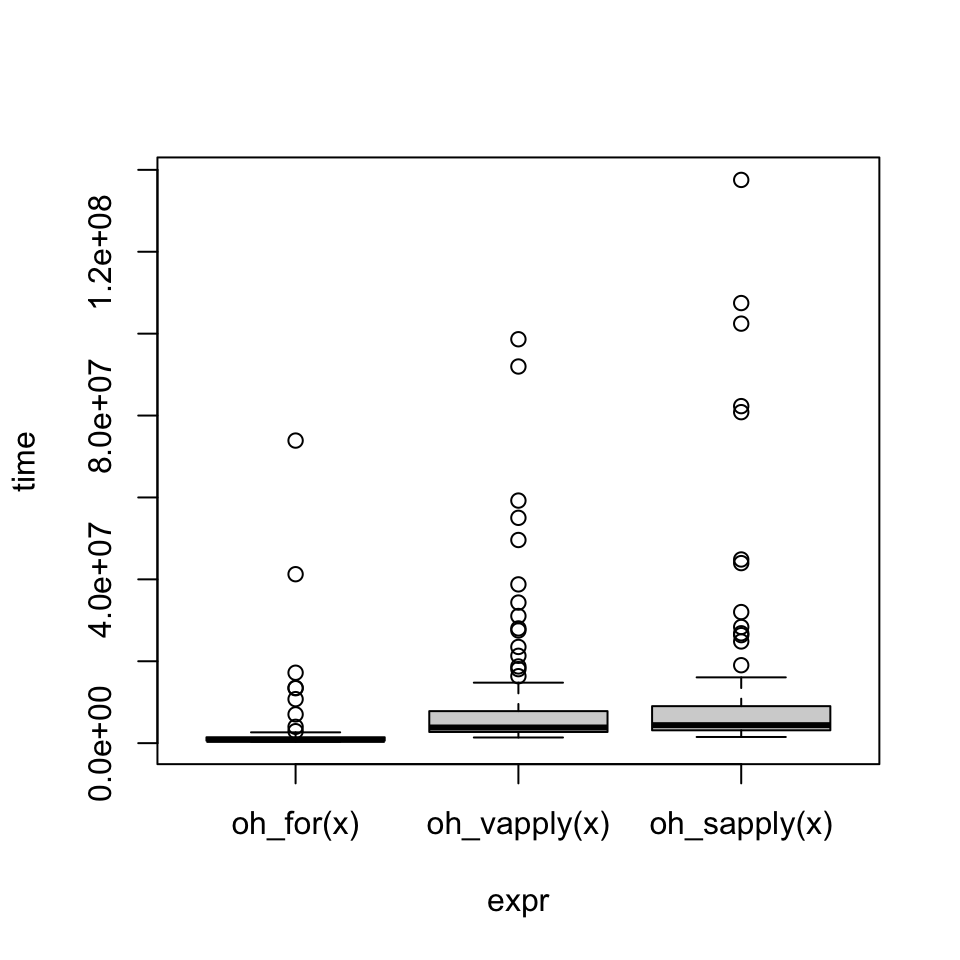 1.2e+08
8.0e+07
4.0e+07
0.0e+00
time
oh_for(x) oh_vapply(x) oh_sapply(x)
expr